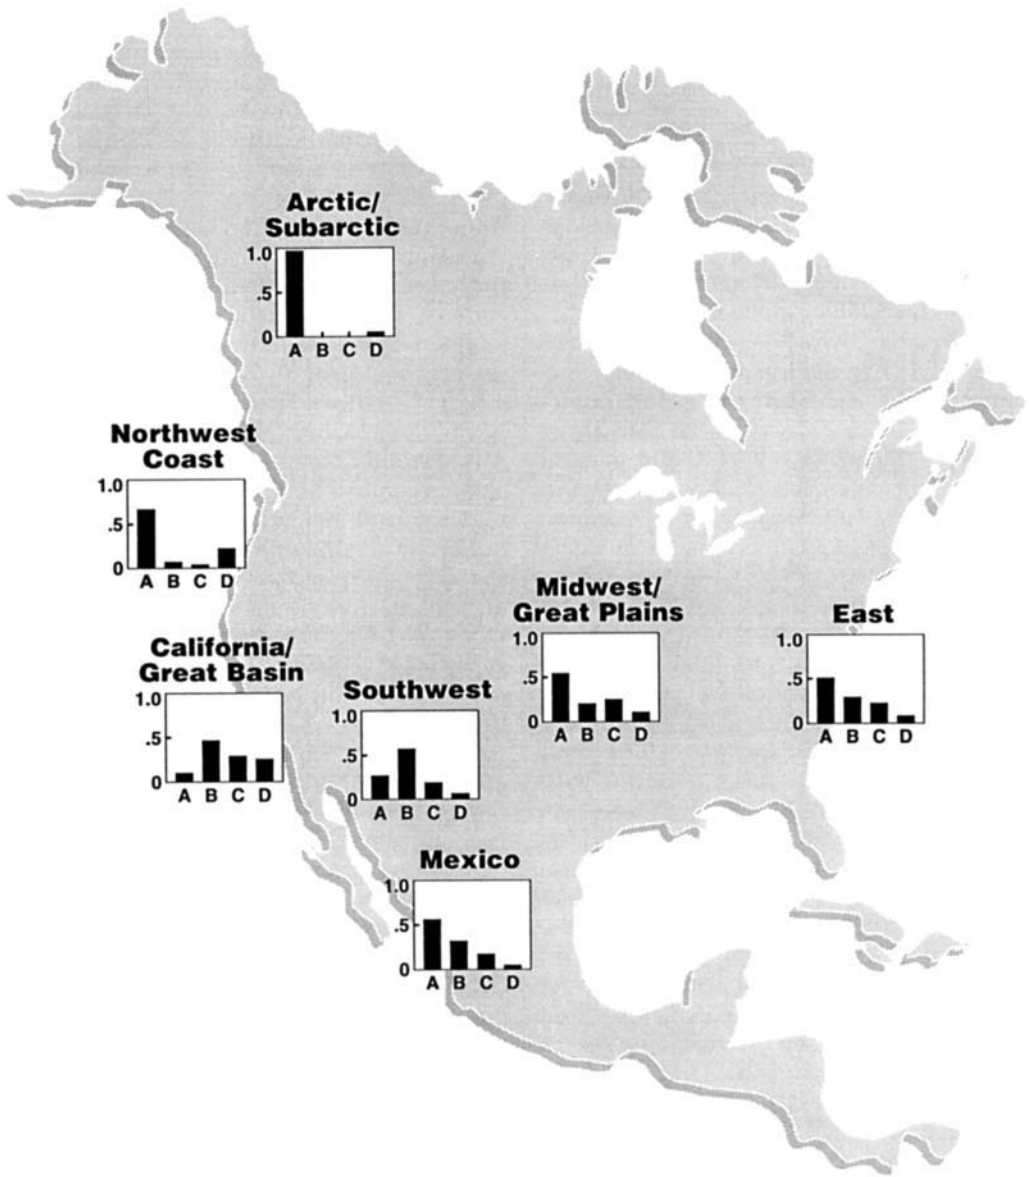 Arctic/
Subarctic
1.0
.5
0
A B C D
Northwest
Coast
1.0
.5
0
A B C D
California/
Great Basin
1.0
.5
0
A B C D
Southwest
1.0
.5
0
A B C D
Midwest/
Great Plains
1.0
.5
0
A B C D
East
1.0
.5
0
A B C D
Mexico
1.0
.5
0
A B C D